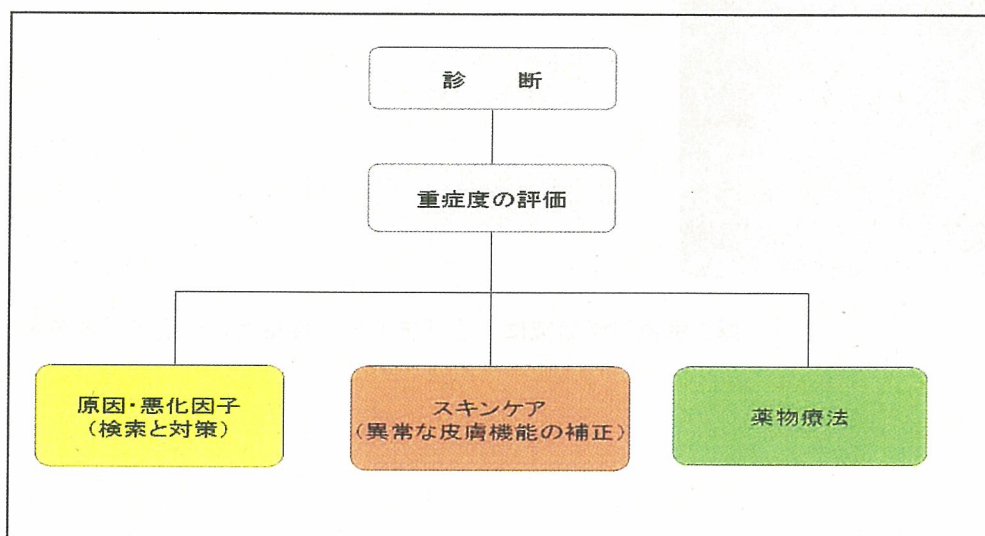 診　　断
重症度の評価
原因・悪化因子
（検索と対策）
スキンケア
（異常な皮膚機能の補正）
薬物療法